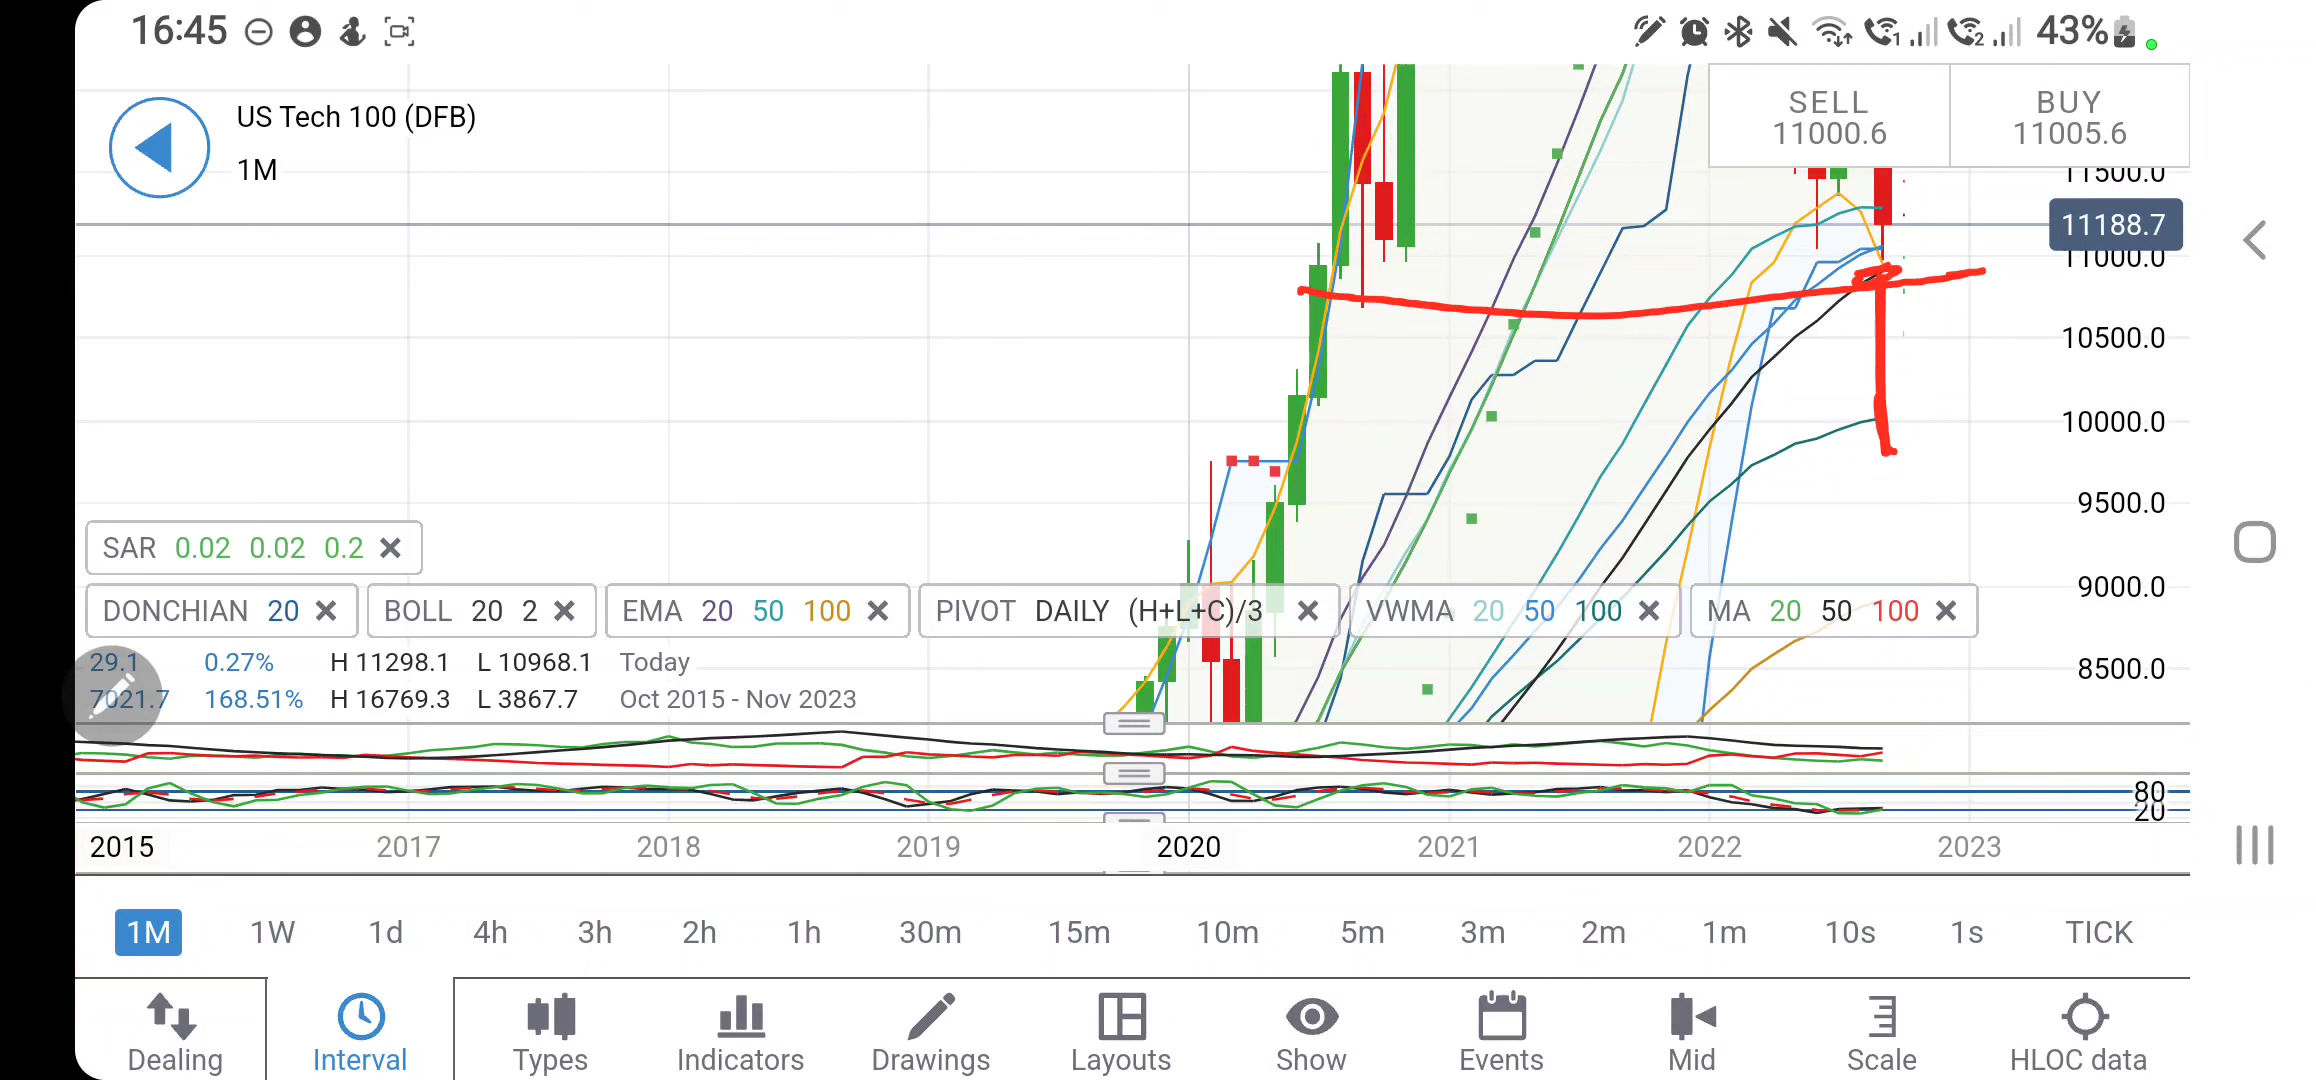 16:45
1
2
43%
US Tech 100 (DFB)
1M
SELL
11000.6
BUY
11005.6
11500.0
11188.7
11000.0
10500.0
10000.0
9500.0
9000.0
8500.0
SAR 0.02 0.02 0.2
DONCHIAN 20
BOLL 20 2
EMA 20 50 100
PIVOT DAILY (H+L+C)/3
VWMA 20 50 100
MA 20 50 100
29.1 0.27% H 11298.1 L 10968.1 Today
7021.7 168.51% H 16769.3 L 3867.7 Oct 2015 - Nov 2023
80
20
2015 2017 2018 2019 2020 2021 2022 2023
1M 1W 1d 4h 3h 2h 1h 30m 15m 10m 5m 3m 2m 1m 10s 1s TICK
Dealing Interval Types Indicators Drawings Layouts Show Events Mid Scale HLOC data